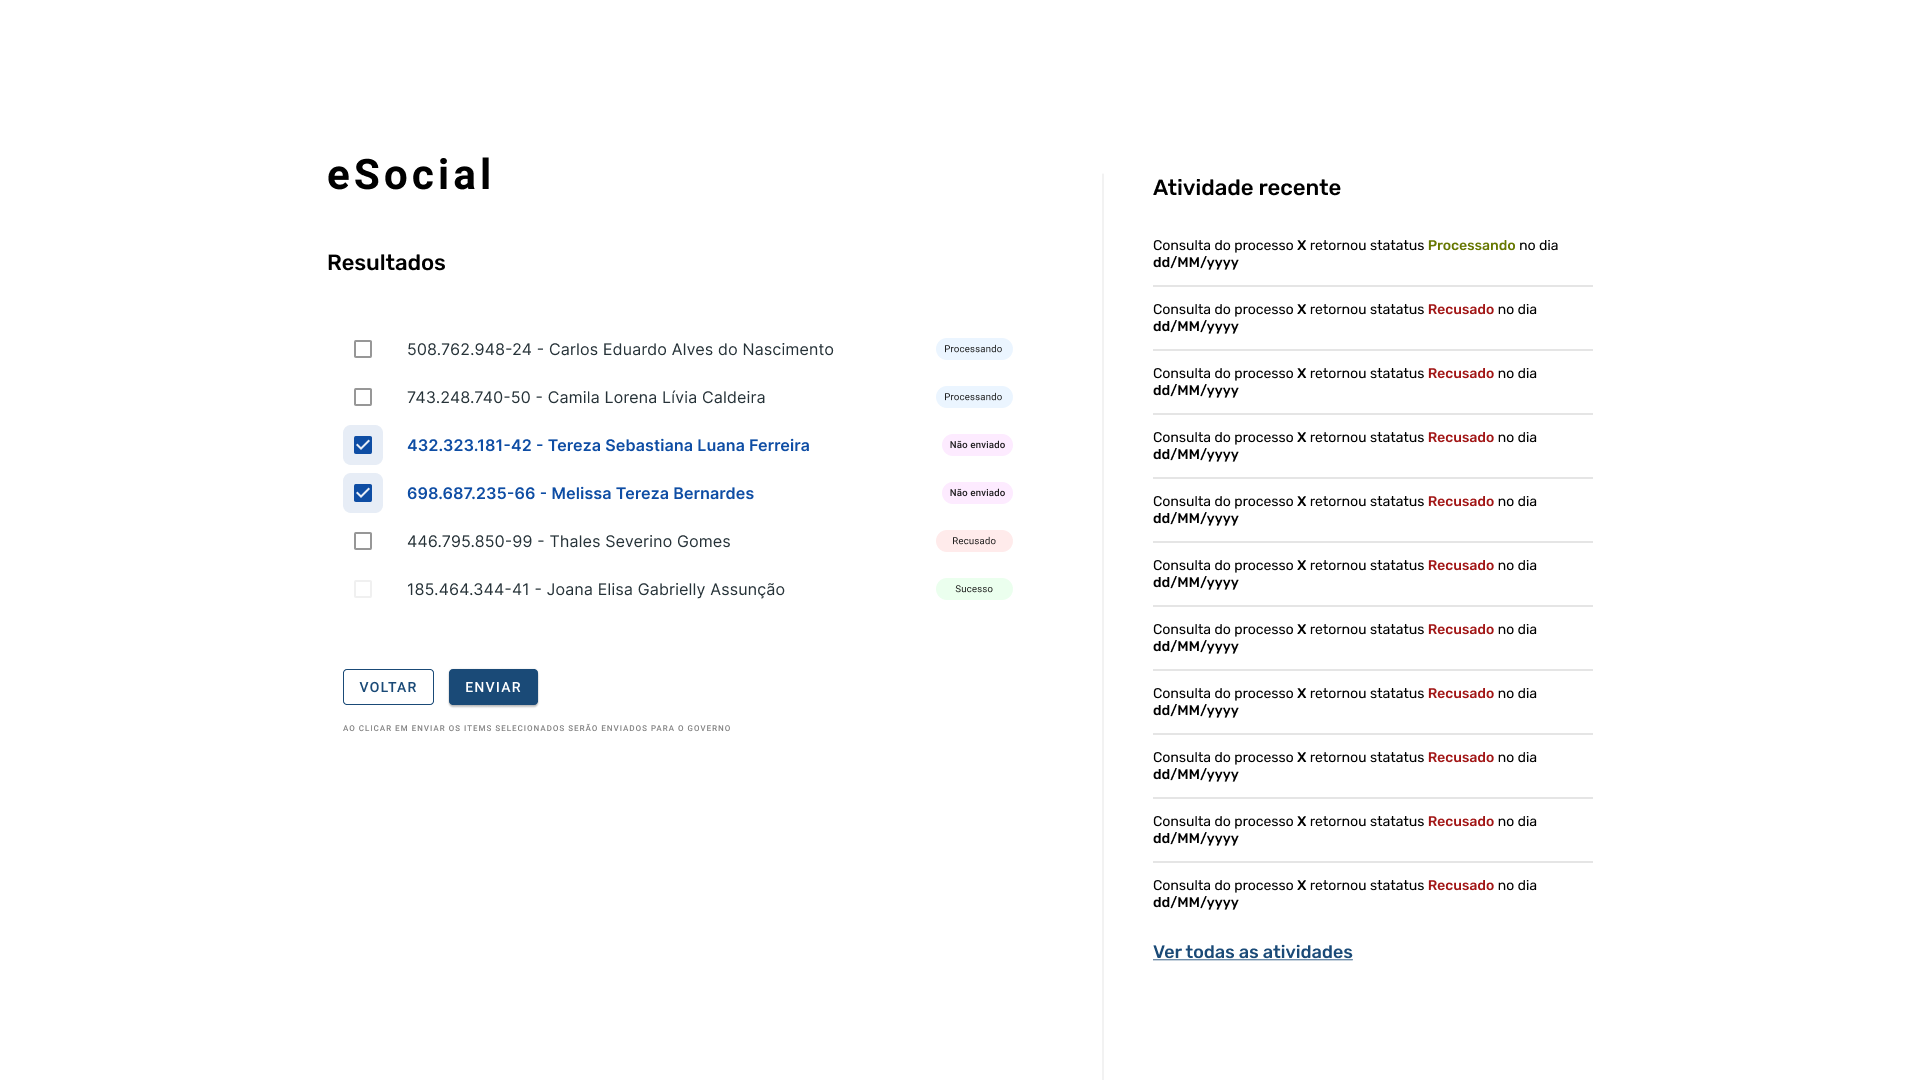 eSocial
Resultados
508.762.948-24 - Carlos Eduardo Alves do Nascimento
Processando
743.248.740-50 - Camila Lorena Lívia Caldeira
Processando
432.323.181-42 - Tereza Sebastiana Luana Ferreira
Não enviado
698.687.235-66 - Melissa Tereza Bernardes
Não enviado
446.795.850-99 - Thales Severino Gomes
Recusado
185.464.344-41 - Joana Elisa Gabrielly Assunção
Sucesso
VOLTAR
ENVIAR
AO CLICAR EM ENVIAR OS ITEMS SELECIONADOS SERÃO ENVIADOS PARA O GOVERNO
Atividade recente
Consulta do processo X retornou statatus Processando no dia
dd/MM/yyyy
Consulta do processo X retornou statatus Recusado no dia
dd/MM/yyyy
Consulta do processo X retornou statatus Recusado no dia
dd/MM/yyyy
Consulta do processo X retornou statatus Recusado no dia
dd/MM/yyyy
Consulta do processo X retornou statatus Recusado no dia
dd/MM/yyyy
Consulta do processo X retornou statatus Recusado no dia
dd/MM/yyyy
Consulta do processo X retornou statatus Recusado no dia
dd/MM/yyyy
Consulta do processo X retornou statatus Recusado no dia
dd/MM/yyyy
Consulta do processo X retornou statatus Recusado no dia
dd/MM/yyyy
Consulta do processo X retornou statatus Recusado no dia
dd/MM/yyyy
Consulta do processo X retornou statatus Recusado no dia
dd/MM/yyyy
Ver todas as atividades